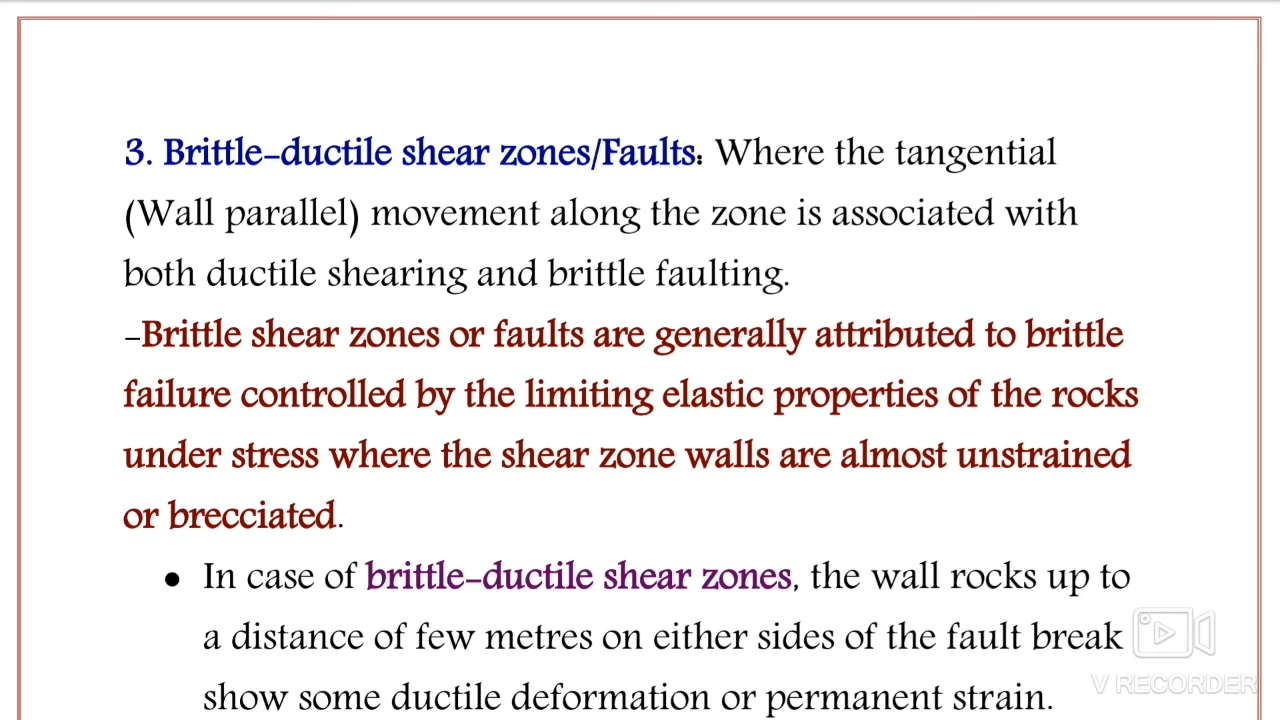 3. Brittle-ductile shear zones/Faults: Where the tangential
(Wall parallel) movement along the zone is associated with
both ductile shearing and brittle faulting.
-Brittle shear zones or faults are generally attributed to brittle
failure controlled by the limiting elastic properties of the rocks
under stress where the shear zone walls are almost unstrained
or brecciated.
● In case of brittle-ductile shear zones, the wall rocks up to
a distance of few metres on either sides of the fault break
show some ductile deformation or permanent strain.
V RECORDER